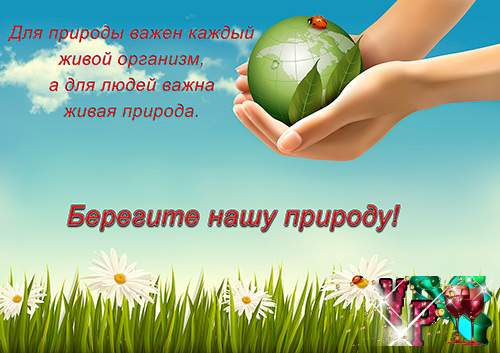 Для природы важен каждый
живой организм,
а для людей важна
живая природа.
Берегите нашу природу!